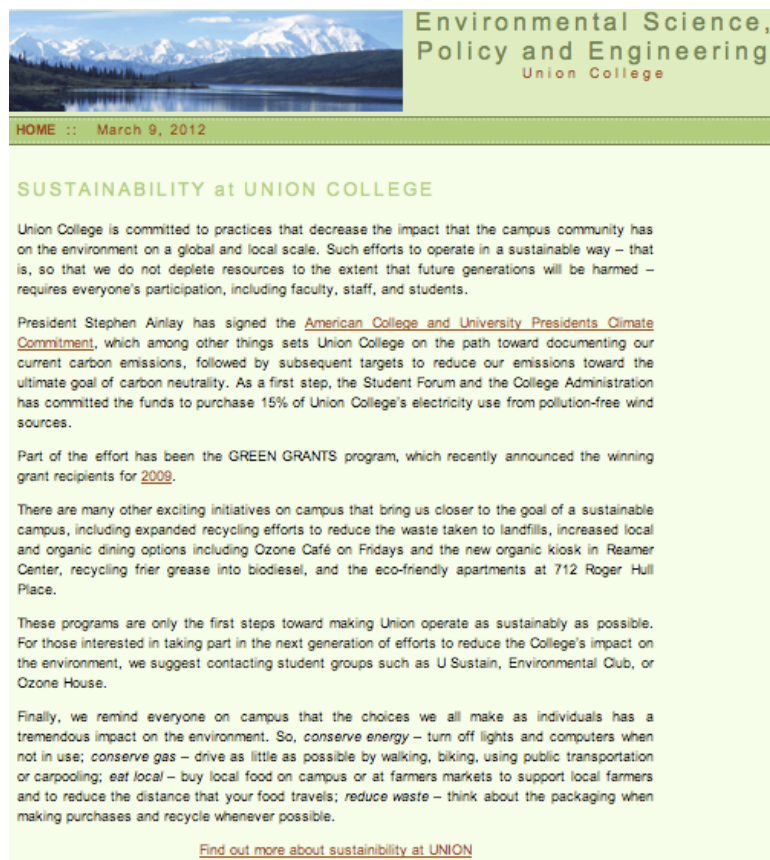 Environmental Science,
Policy and Engineering
Union College
HOME :: March 9, 2012
SUSTAINABILITY at UNION COLLEGE
Union College is committed to practices that decrease the impact that the campus community has
on the environment on a global and local scale. Such efforts to operate in a sustainable way – that
is, so that we do not deplete resources to the extent that future generations will be harmed –
requires everyone's participation, including faculty, staff, and students.
President Stephen Ainlay has signed the American College and University Presidents Climate
Commitment, which among other things sets Union College on the path toward documenting our
current carbon emissions, followed by subsequent targets to reduce our emissions toward the
ultimate goal of carbon neutrality. As a first step, the Student Forum and the College Administration
has committed the funds to purchase 15% of Union College's electricity use from pollution-free wind
sources.
Part of the effort has been the GREEN GRANTS program, which recently announced the winning
grant recipients for 2009.
There are many other exciting initiatives on campus that bring us closer to the goal of a sustainable
campus, including expanded recycling efforts to reduce the waste taken to landfills, increased local
and organic dining options including Ozone Café on Fridays and the new organic kiosk in Reamer
Center, recycling frier grease into biodiesel, and the eco-friendly apartments at 712 Roger Hull
Place.
These programs are only the first steps toward making Union operate as sustainably as possible.
For those interested in taking part in the next generation of efforts to reduce the College's impact on
the environment, we suggest contacting student groups such as U Sustain, Environmental Club, or
Ozone House.
Finally, we remind everyone on campus that the choices we all make as individuals has a
tremendous impact on the environment. So, conserve energy – turn off lights and computers when
not in use; conserve gas – drive as little as possible by walking, biking, using public transportation
or carpooling; eat local – buy local food on campus or at farmers markets to support local farmers
and to reduce the distance that your food travels; reduce waste – think about the packaging when
making purchases and recycle whenever possible.
Find out more about sustainibility at UNION